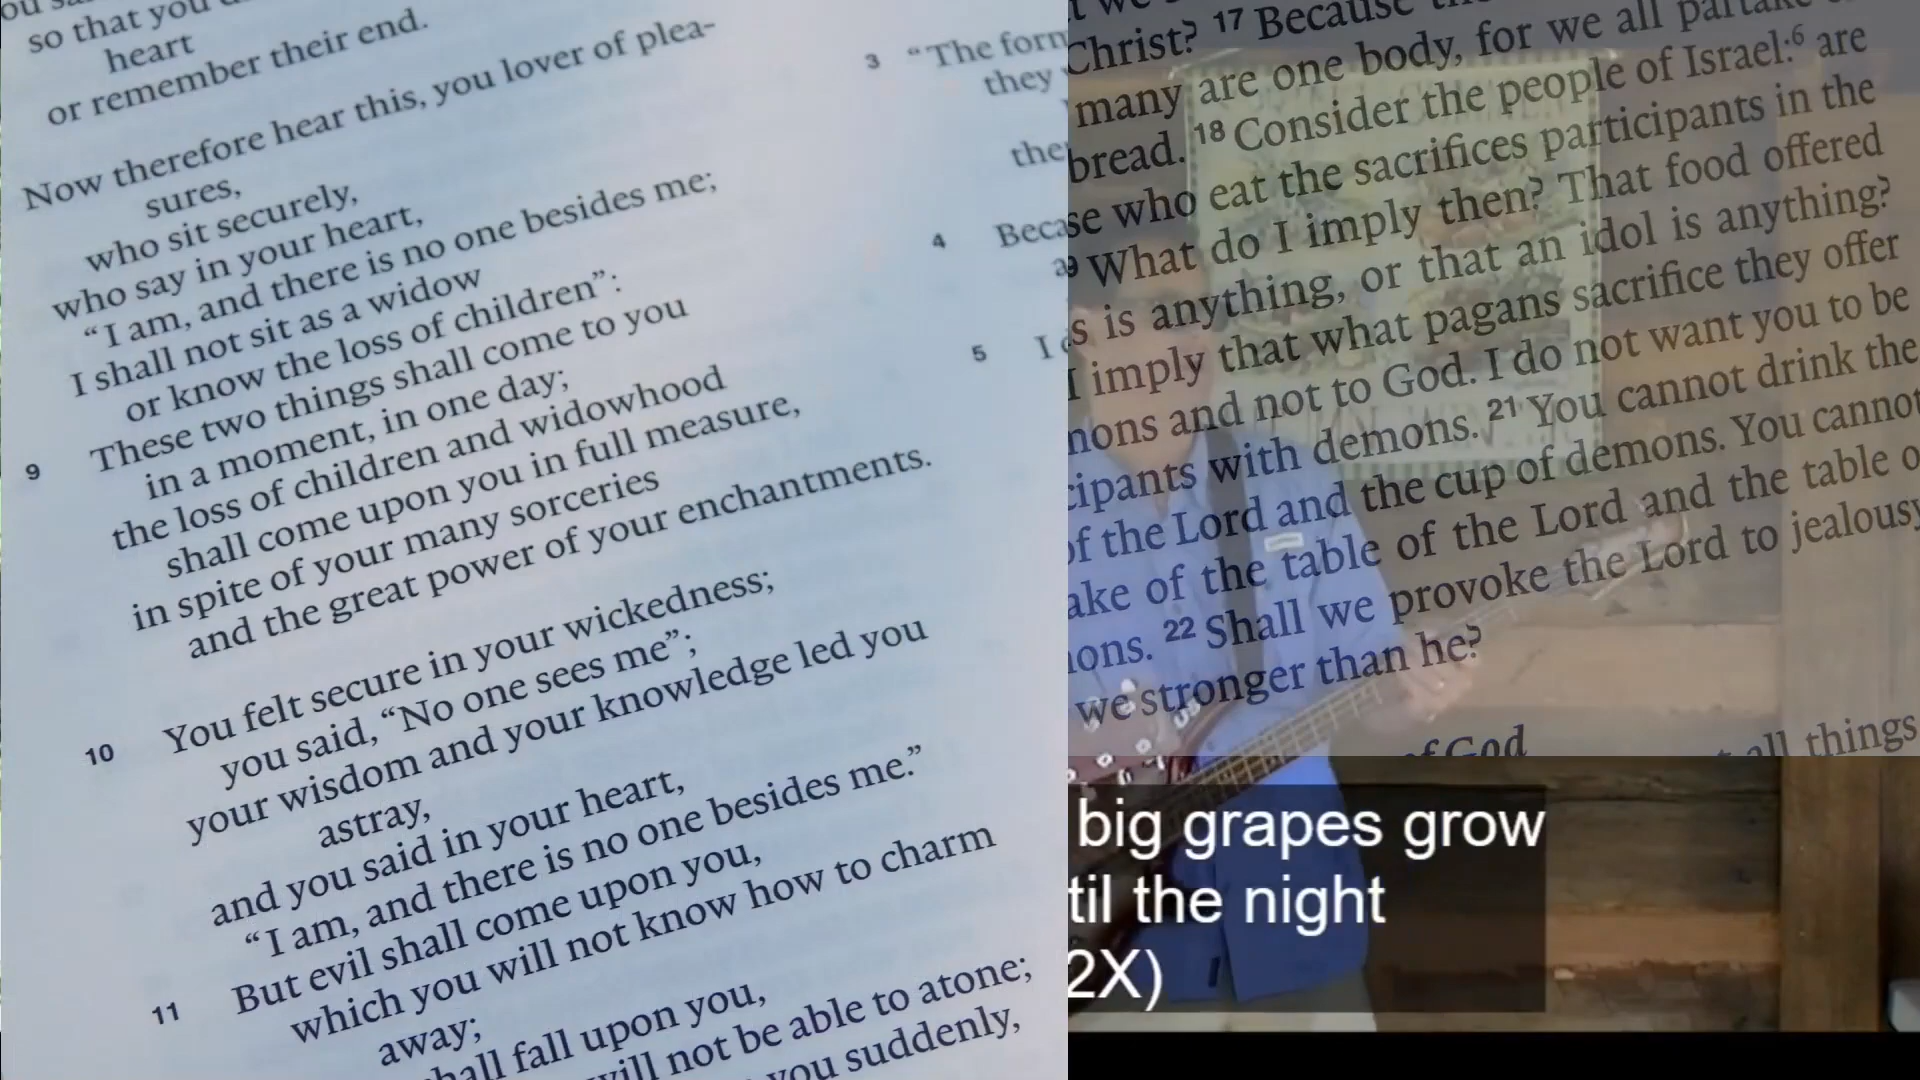 so that you
heart
or remember their end.
Now therefore hear this, you lover of plea-
sures,
who sit securely,
who say in your heart,
“I am, and there is no one besides me;
I shall not sit as a widow
or know the loss of children”:
9 These two things shall come to you
in a moment, in one day;
the loss of children and widowhood
shall come upon you in full measure,
in spite of your many sorceries
and the great power of your enchantments.
10 You felt secure in your wickedness;
you said, “No one sees me”;
your wisdom and your knowledge led you
astray,
and you said in your heart,
“I am, and there is no one besides me.”
11 But evil shall come upon you,
which you will not know how to charm
away;
fall upon you,
not be able to atone;
you suddenly,
3 “The
they
4
5 I
Christ? 17 Because
many are one body, for we all
bread. 18 Consider the people of Israel:6 are
who eat the sacrifices participants in the
What do I imply then? That food offered
is anything, or that an idol is anything?
I imply that what pagans sacrifice they offer
and not to God. I do not want you to be
with demons. 21 You cannot drink the
of the Lord and the cup of demons. You cannot
of the table of the Lord and the table
22 Shall we provoke the Lord to jealousy
we stronger than he?
of God
all things
big grapes grow
til the night
2X)